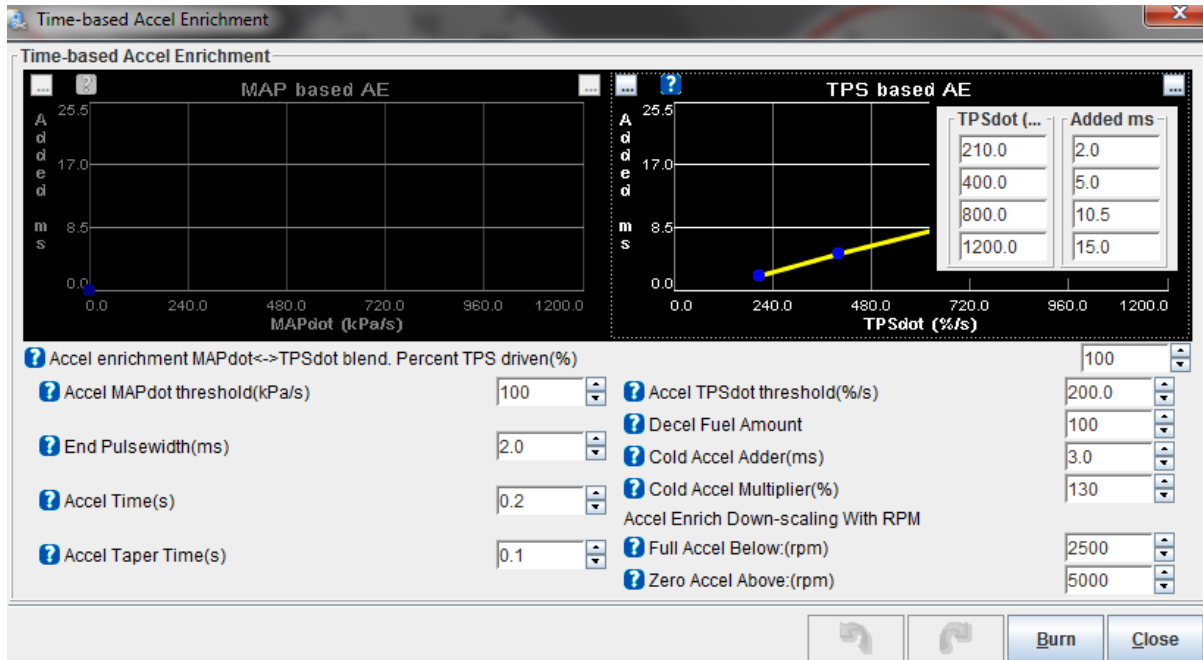 Time-based Accel Enrichment
x
Time-based Accel Enrichment
... ? MAP based AE ...
Added ms
25.5
17.0
8.5
0.0
0.0 240.0 480.0 720.0 960.0 1200.0
MAPdot (kPa/s)
... ? TPS based AE ...
Added ms
25.5
17.0
8.5
0.0
0.0 240.0 480.0 720.0 960.0 1200.0
TPSdot (%/s)
TPSdot (... Added ms
210.0 2.0
400.0 5.0
800.0 10.5
1200.0 15.0
? Accel enrichment MAPdot<->TPSdot blend. Percent TPS driven(%) 100
? Accel MAPdot threshold(kPa/s) 100
? End Pulsewidth(ms) 2.0
? Accel Time(s) 0.2
? Accel Taper Time(s) 0.1
? Accel TPSdot threshold(%/s) 200.0
? Decel Fuel Amount 100
? Cold Accel Adder(ms) 3.0
? Cold Accel Multiplier(%) 130
Accel Enrich Down-scaling With RPM
? Full Accel Below:(rpm) 2500
? Zero Accel Above:(rpm) 5000
Burn Close